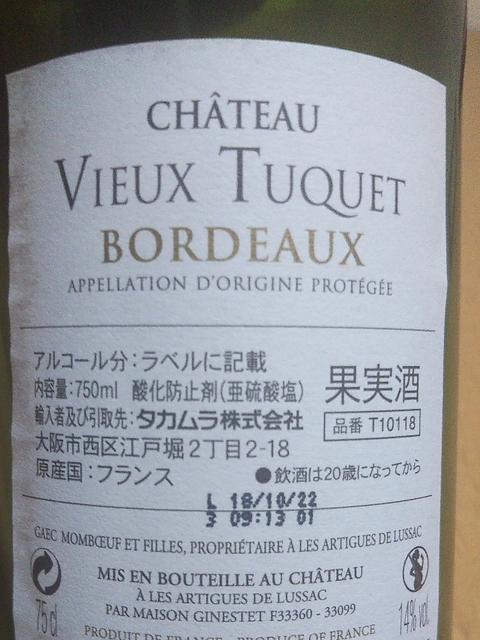 CHÂTEAU
VIEUX TUQUET
BORDEAUX
APPELLATION D'ORIGINE PROTÉGÉE
アルコール分：ラベルに記載
内容量：750ml 酸化防止剤(亜硫酸塩)
輸入者及び引取先：タカムラ株式会社
大阪市西区江戸堀2丁目2-18
原産国：フランス
果実酒
品番 T10118
●飲酒は20歳になってから
L 18/10/22
3 09:13 01
GAEC MOMBŒUF ET FILLES, PROPRIÉTAIRE À LES ARTIGUES DE LUSSAC
MIS EN BOUTEILLE AU CHÂTEAU
À LES ARTIGUES DE LUSSAC
PAR MAISON GINESTET F33360 - 33099
75 cl
14% vol.
PRODUIT DE FRANCE - PRODUCE OF FRANCE